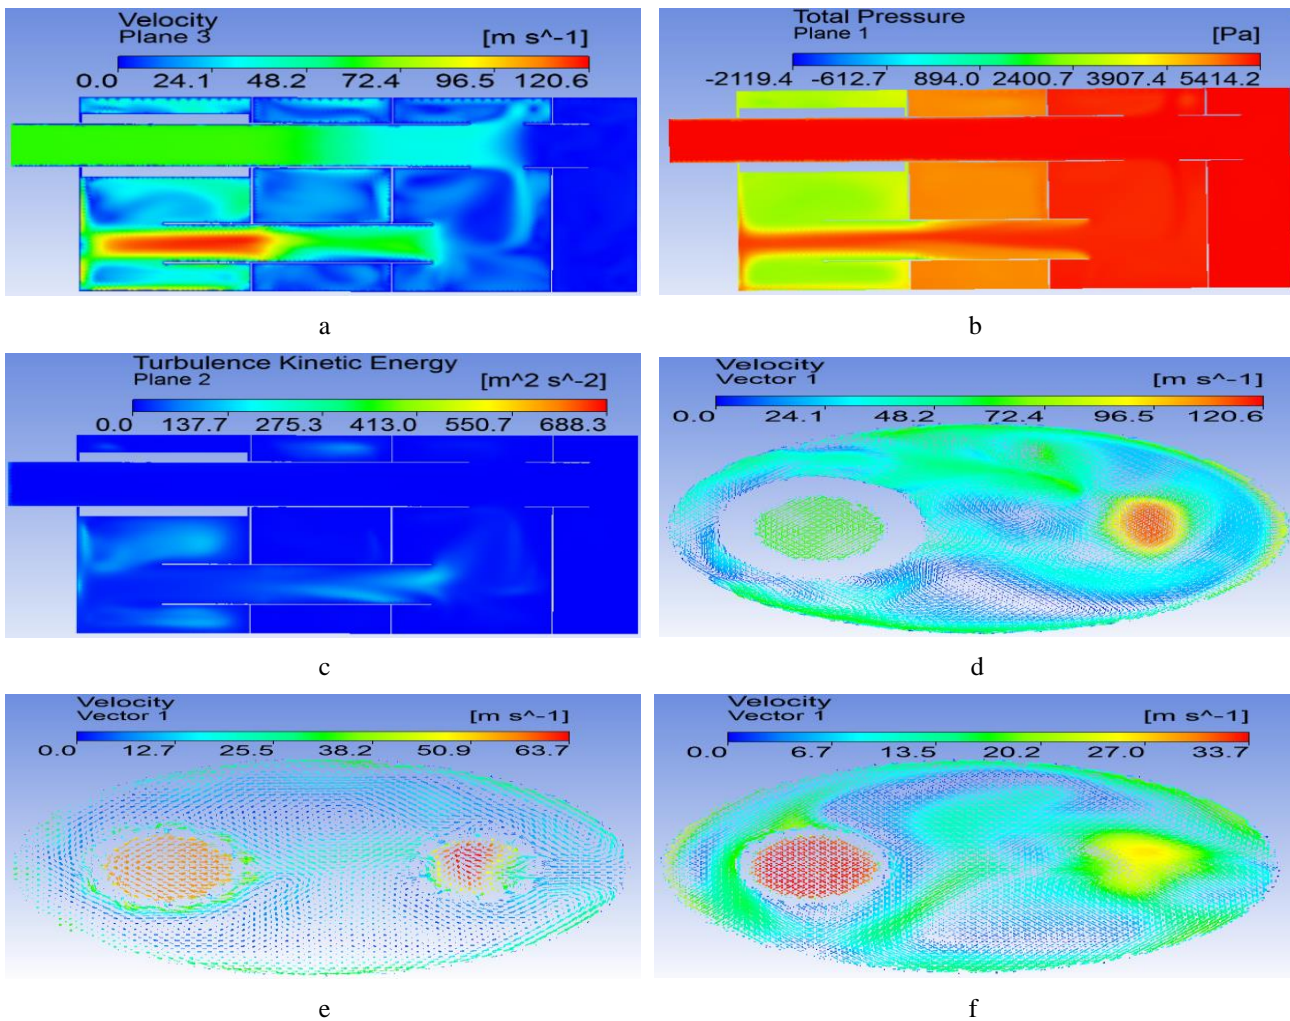 Velocity
Plane 3
[m s^-1]
0.0 24.1 48.2 72.4 96.5 120.6
a
Total Pressure
Plane 1
[Pa]
-2119.4 -612.7 894.0 2400.7 3907.4 5414.2
b
Turbulence Kinetic Energy
Plane 2
[m^2 s^-2]
0.0 137.7 275.3 413.0 550.7 688.3
c
Velocity
Vector 1
[m s^-1]
0.0 24.1 48.2 72.4 96.5 120.6
d
Velocity
Vector 1
[m s^-1]
0.0 12.7 25.5 38.2 50.9 63.7
e
Velocity
Vector 1
[m s^-1]
0.0 6.7 13.5 20.2 27.0 33.7
f